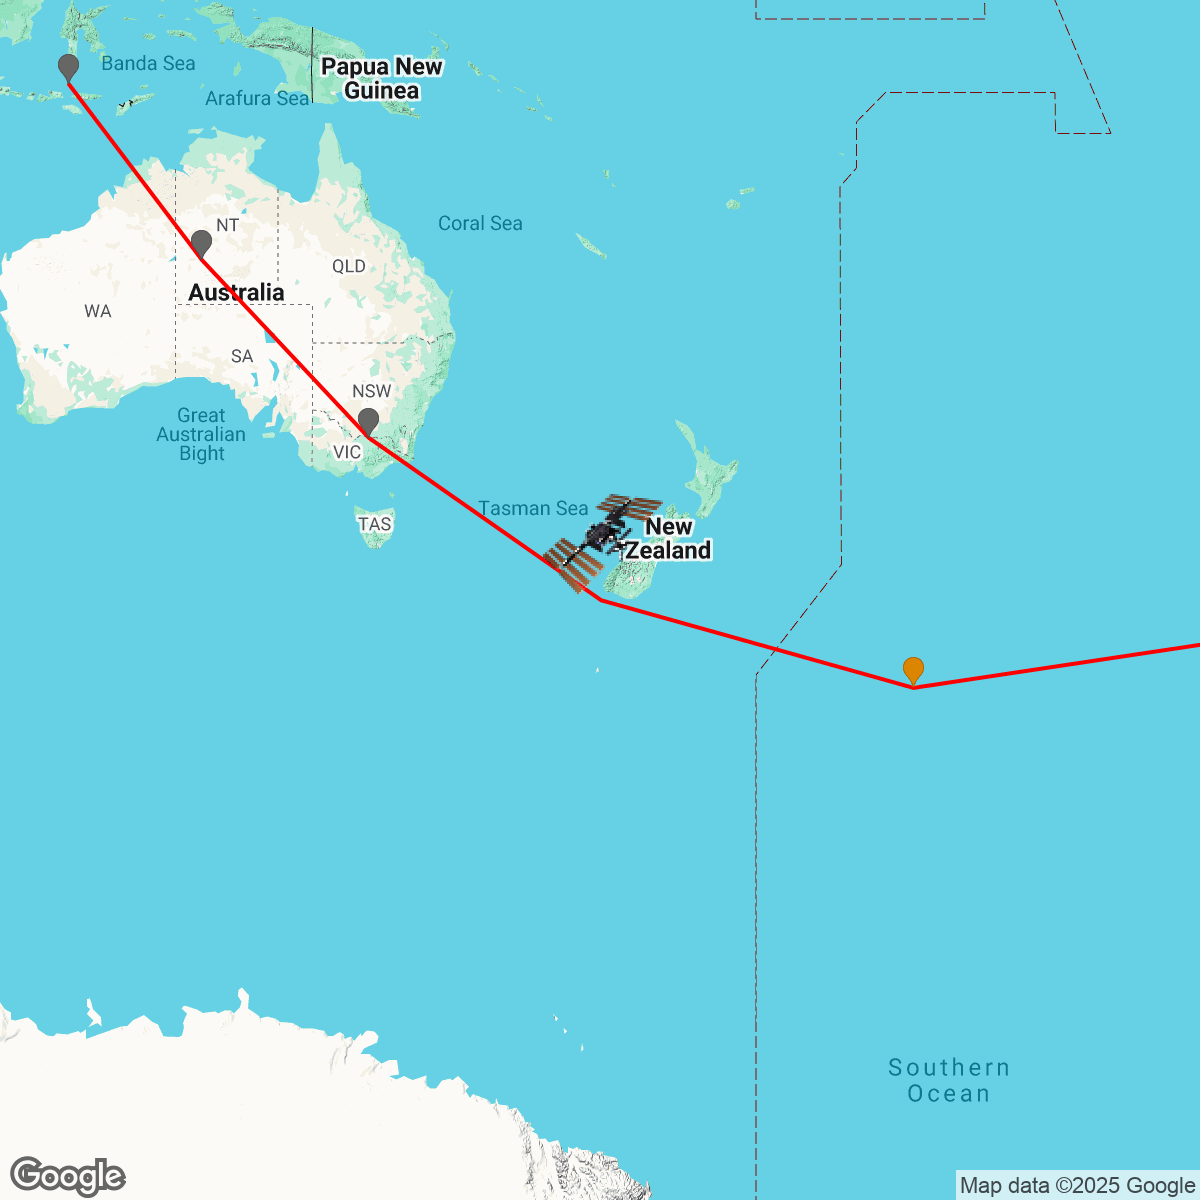 Banda Sea
Papua New
Guinea
Arafura Sea
Coral Sea
NT
QLD
Australia
WA
SA
NSW
Great
Australian
Bight
VIC
Tasman Sea
TAS
New
Zealand
Southern
Ocean
Google
Map data ©2025 Google